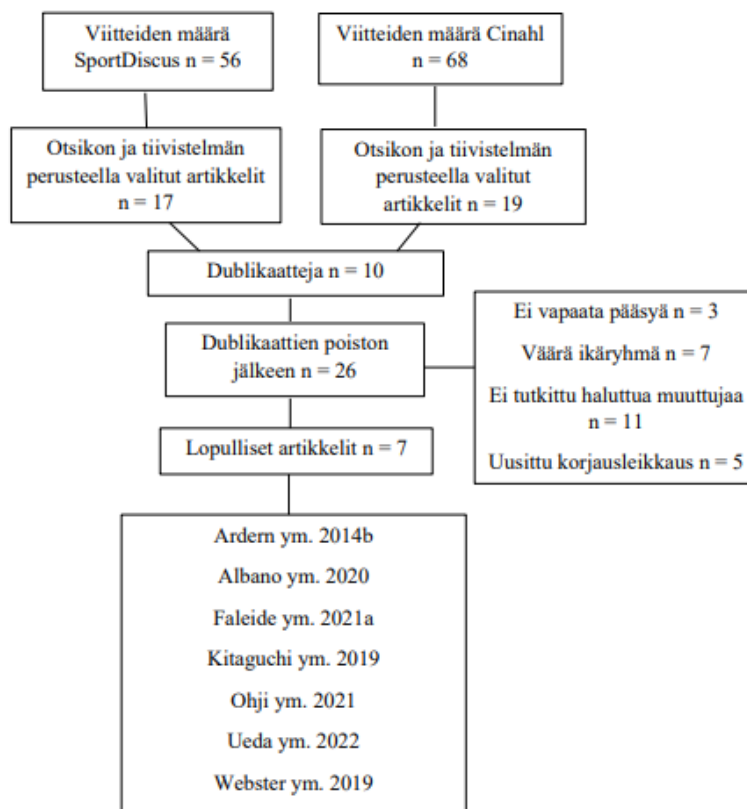 Viitteiden määrä
SportDiscus n = 56
Viitteiden määrä Cinahl
n = 68
Otsikon ja tiivistelmän
perusteella valitut artikkelit
n = 17
Otsikon ja tiivistelmän
perusteella valitut
artikkelit n = 19
Dublikaatteja n = 10
Dublikaattien poiston
jälkeen n = 26
Ei vapaata pääsyä n = 3
Väärä ikäryhmä n = 7
Ei tutkittu haluttua muuttujaa
n = 11
Uusittu korjausleikkaus n = 5
Lopulliset artikkelit n = 7
Ardern ym. 2014b
Albano ym. 2020
Faleide ym. 2021a
Kitaguchi ym. 2019
Ohji ym. 2021
Ueda ym. 2022
Webster ym. 2019